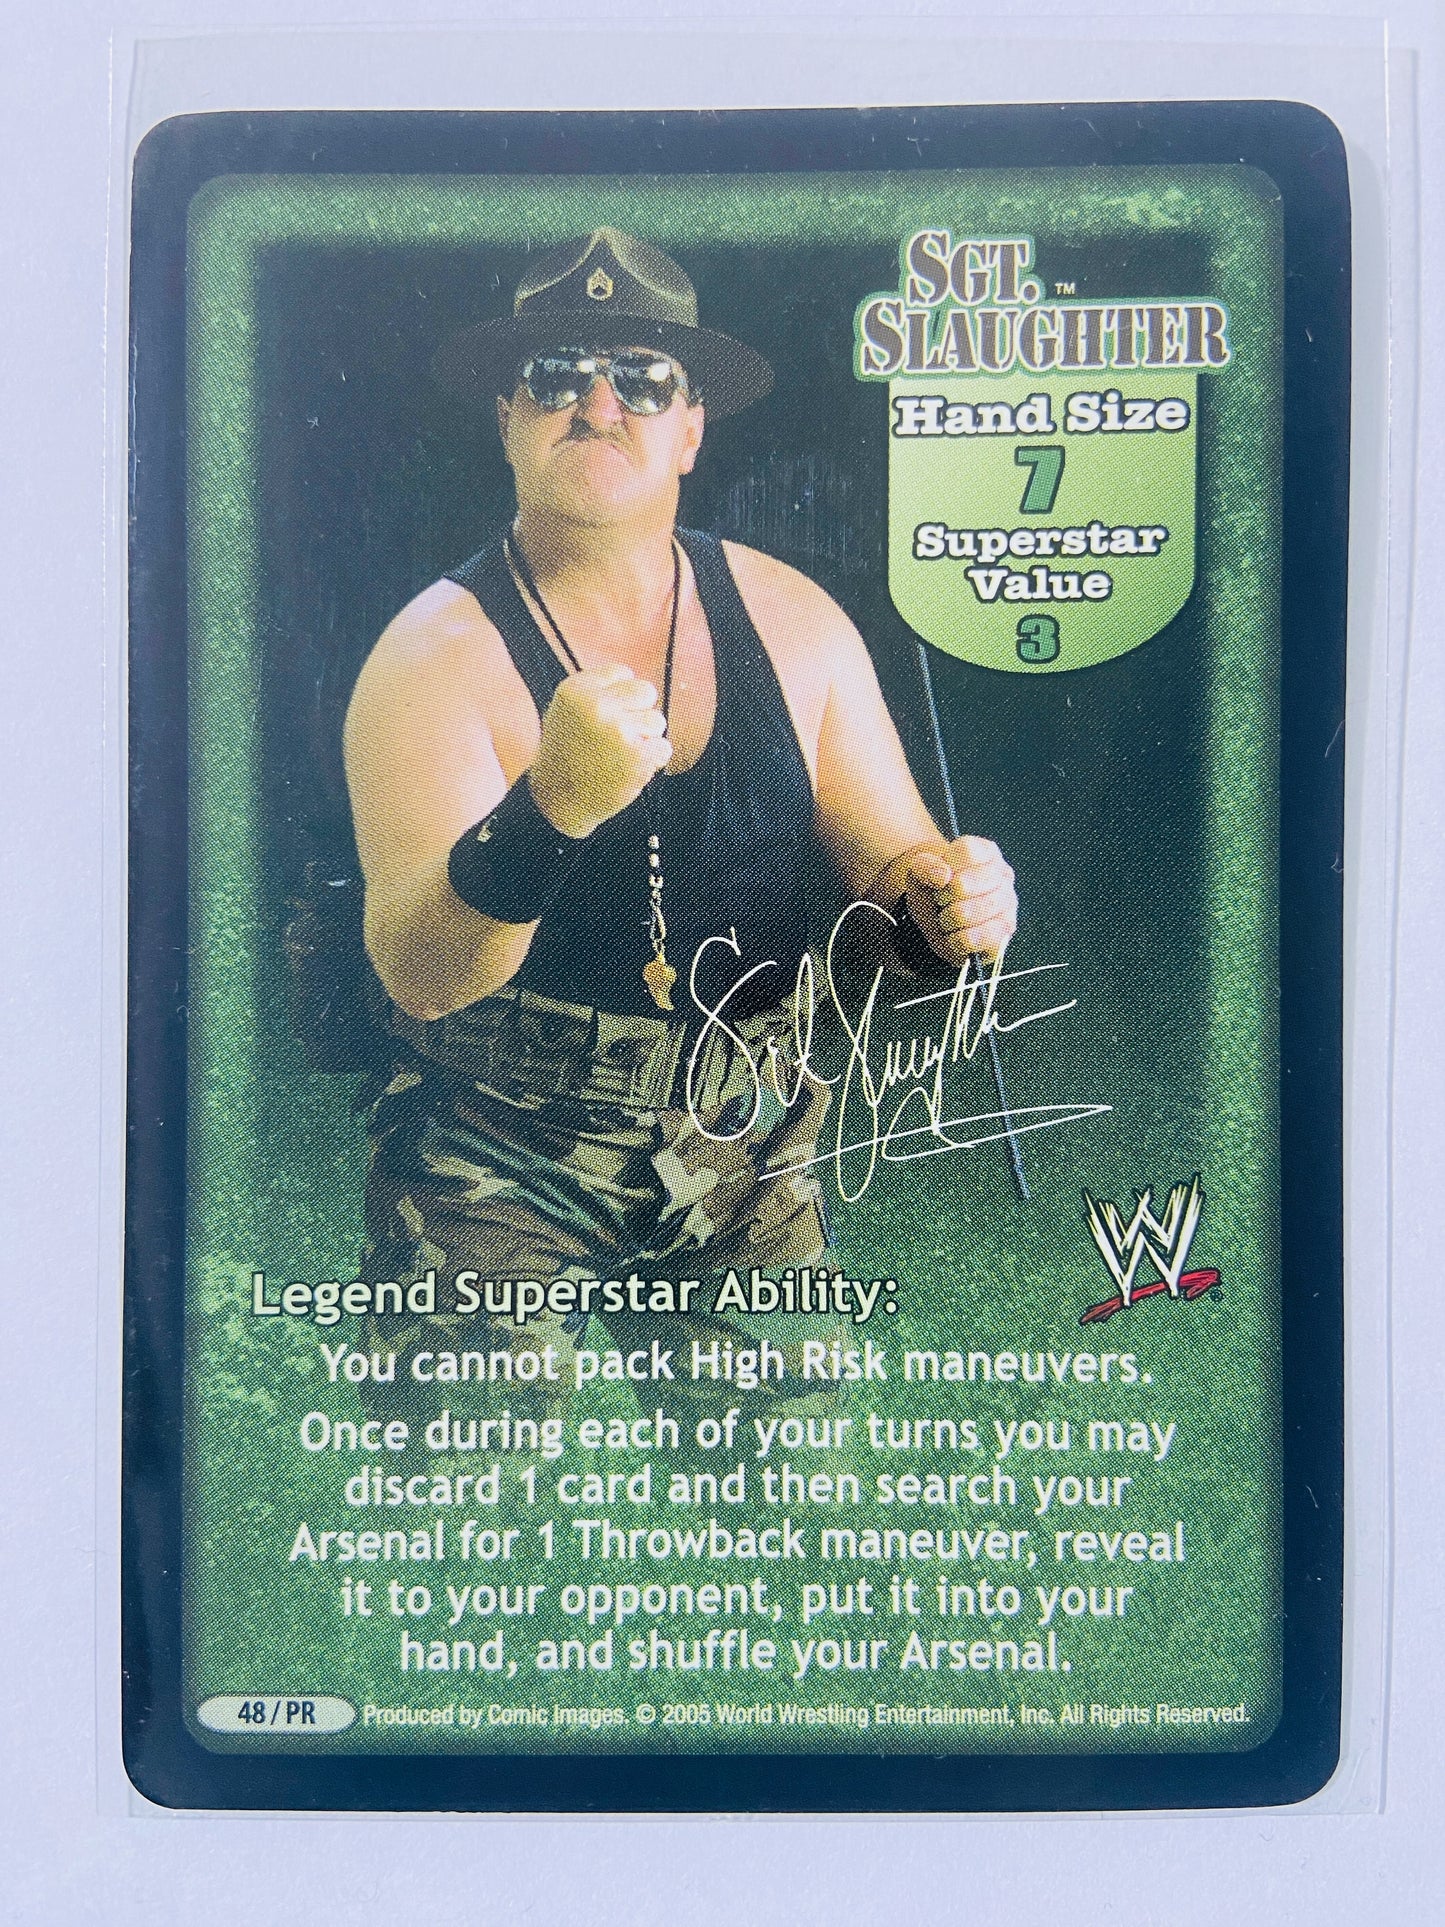 SGT.
SLAUGHTER™
Hand Size
7
Superstar
Value
3
Sgt Slaughter
W
Legend Superstar Ability:
You cannot pack High Risk maneuvers.
Once during each of your turns you may
discard 1 card and then search your
Arsenal for 1 Throwback maneuver, reveal
it to your opponent, put it into your
hand, and shuffle your Arsenal.
48 / PR Produced by Comic Images. © 2005 World Wrestling Entertainment, Inc. All Rights Reserved.